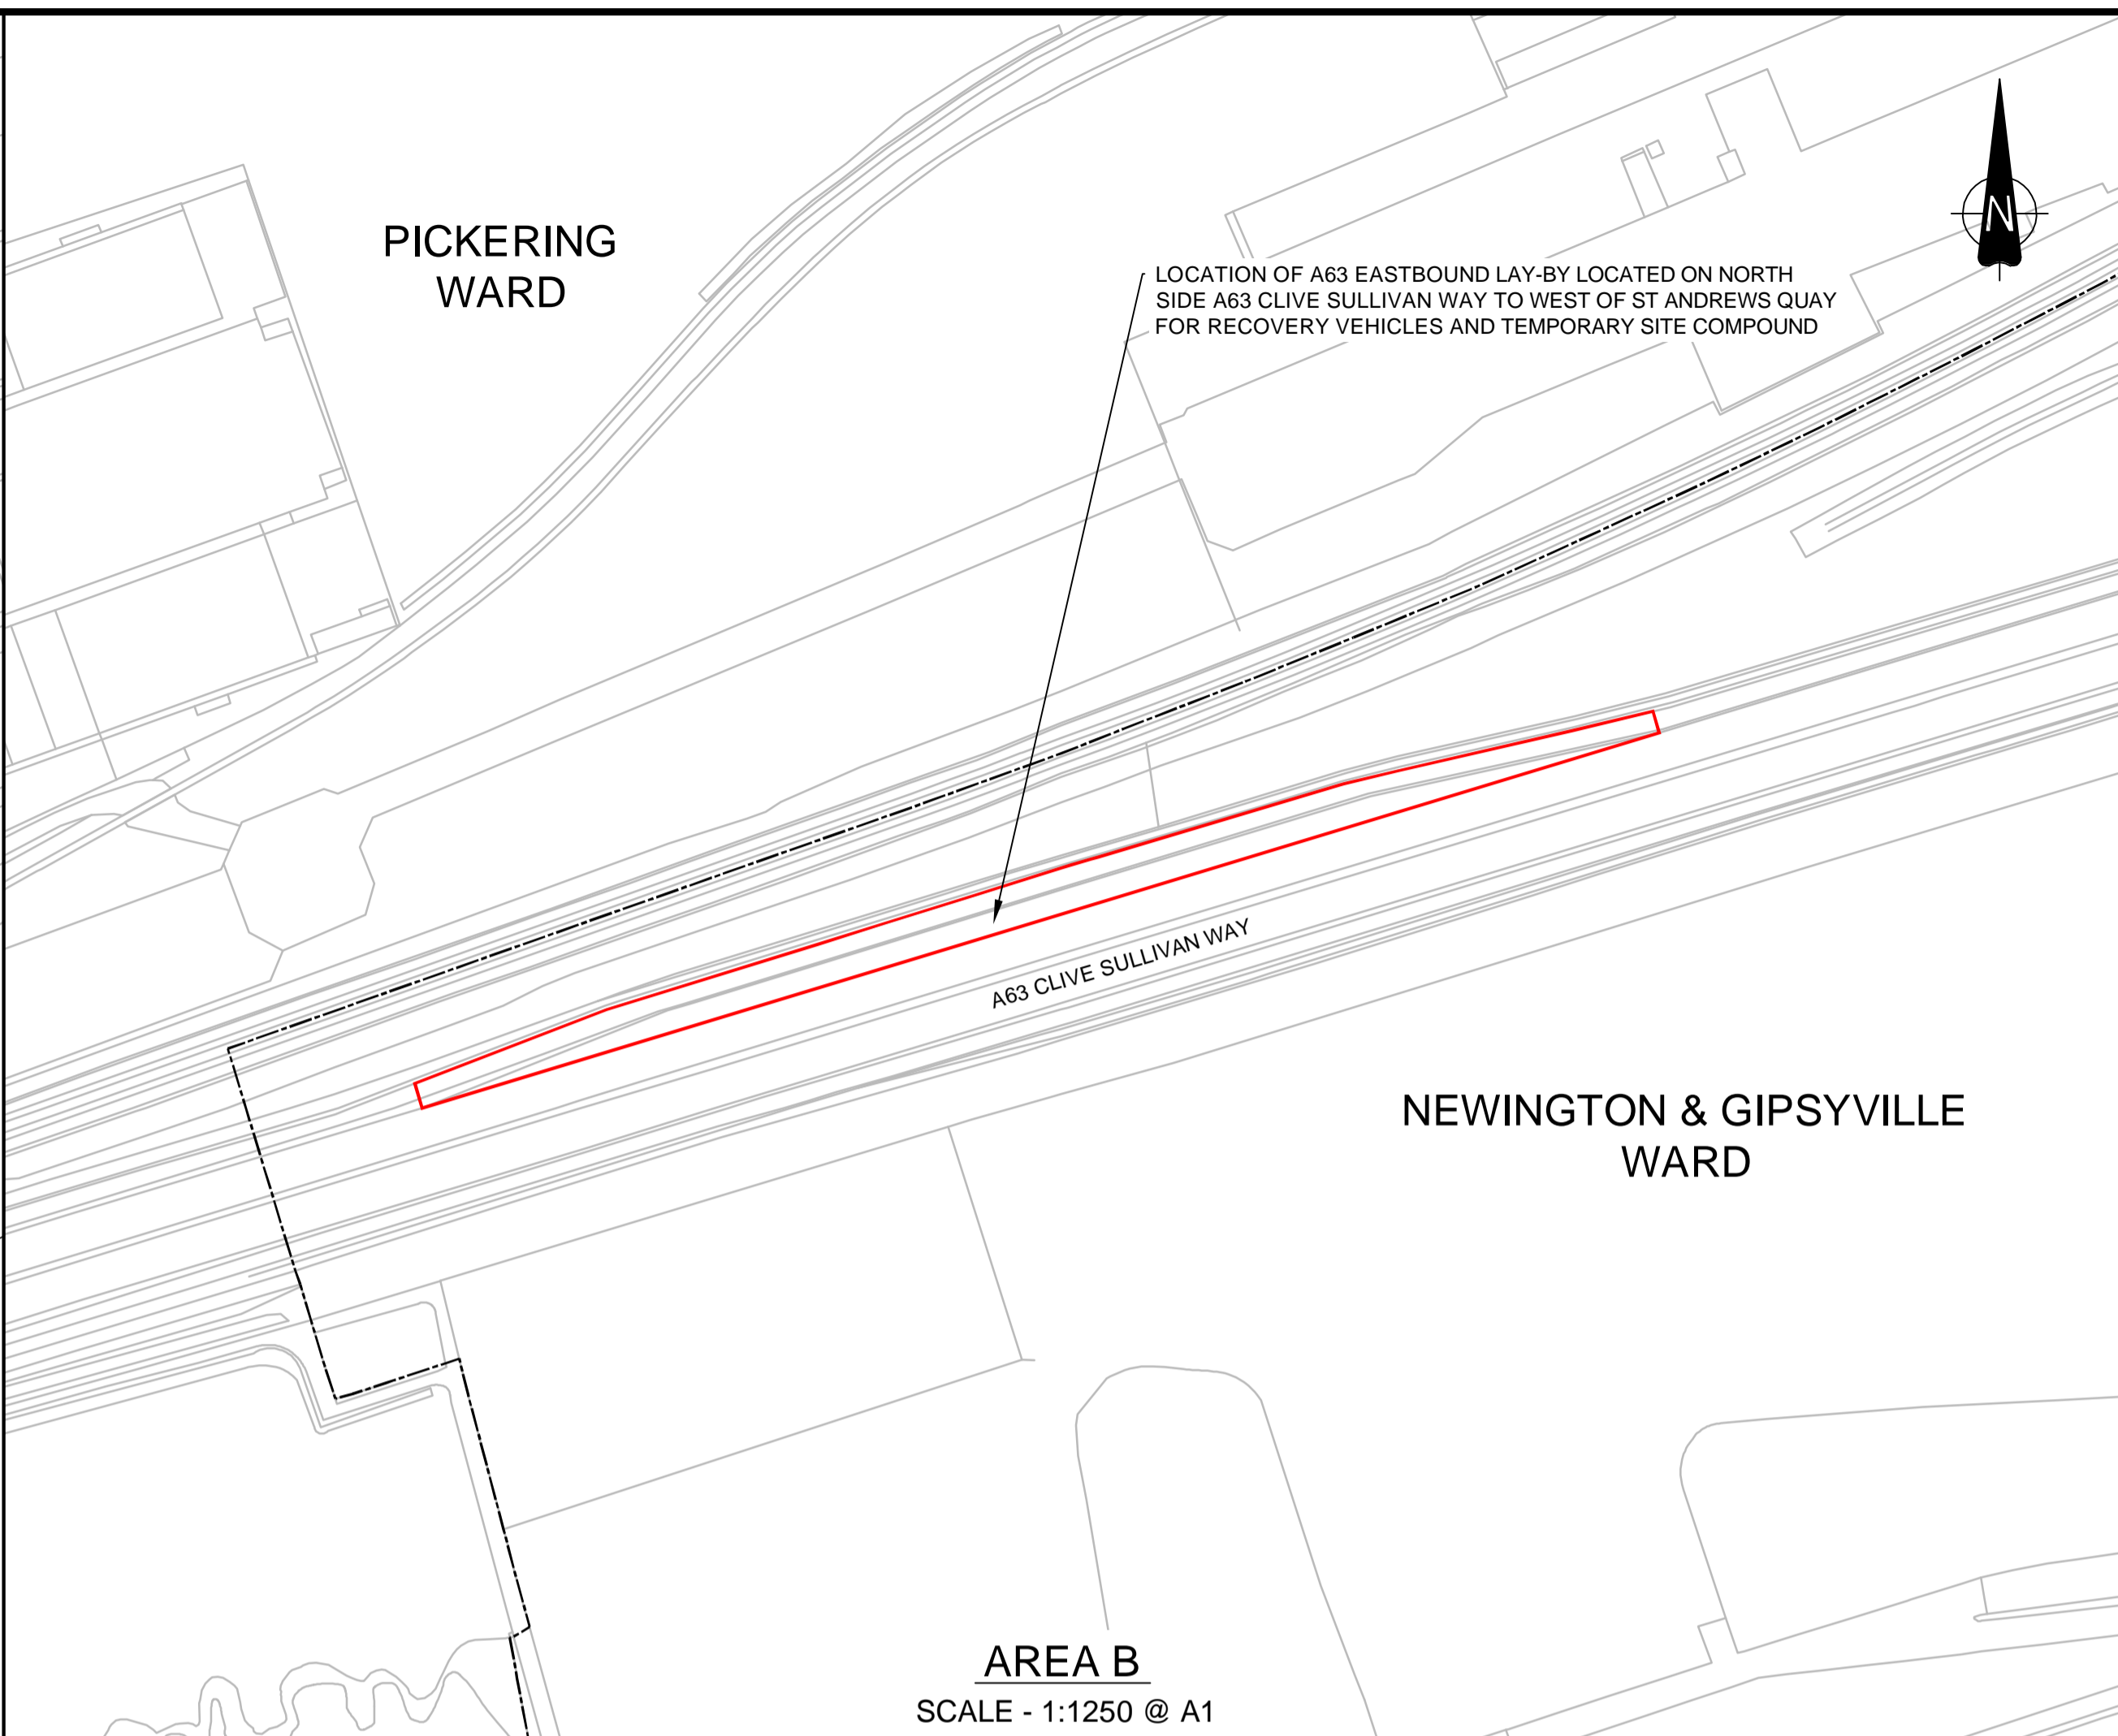 PICKERING
WARD
N
LOCATION OF A63 EASTBOUND LAY-BY LOCATED ON NORTH
SIDE A63 CLIVE SULLIVAN WAY TO WEST OF ST ANDREWS QUAY
FOR RECOVERY VEHICLES AND TEMPORARY SITE COMPOUND
A63 CLIVE SULLIVAN WAY
NEWINGTON & GIPSYVILLE
WARD
AREA B
SCALE - 1:1250 @ A1